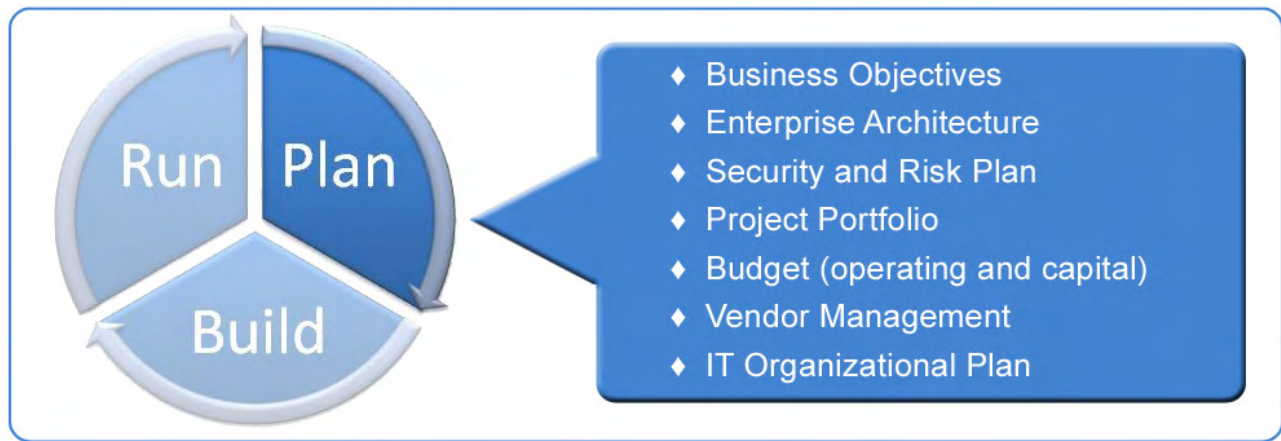 Run
Plan
Build
♦ Business Objectives
♦ Enterprise Architecture
♦ Security and Risk Plan
♦ Project Portfolio
♦ Budget (operating and capital)
♦ Vendor Management
♦ IT Organizational Plan